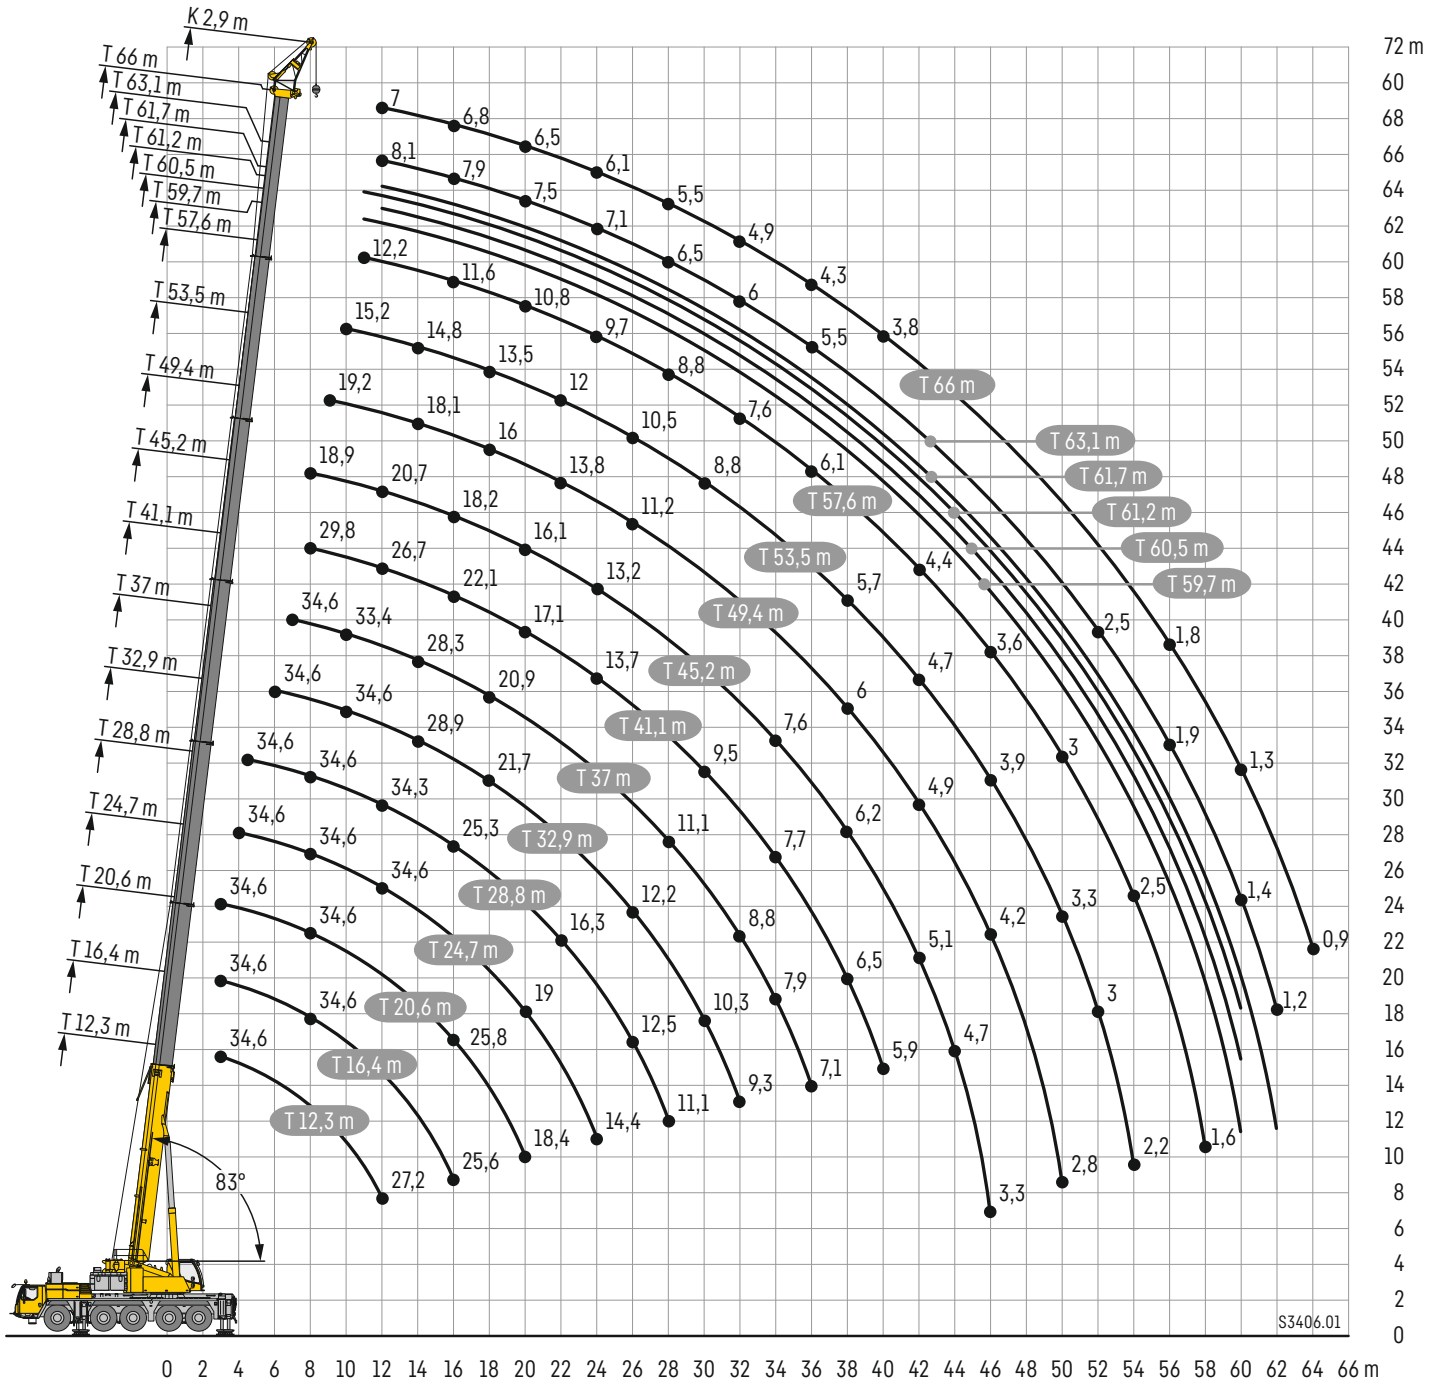 K 2,9 m
T 66 m
T 63,1 m
T 61,7 m
T 61,2 m
T 60,5 m
T 59,7 m
T 57,6 m
T 53,5 m
T 49,4 m
T 45,2 m
T 41,1 m
T 37 m
T 32,9 m
T 28,8 m
T 24,7 m
T 20,6 m
T 16,4 m
T 12,3 m
83°
7 6,8 6,5 6,1 5,5 4,9 4,3 3,8 1,8 1,3 0,9
T 66 m
8,1 7,9 7,5 7,1 6,5 6 5,5 2,5 1,9 1,4 1,2
T 63,1 m
T 61,7 m
T 61,2 m
T 60,5 m
T 59,7 m
12,2 11,6 10,8 9,7 8,8 7,6 6,1 4,4 3,6 3 2,5 1,6
T 57,6 m
15,2 14,8 13,5 12 10,5 8,8 5,7 4,7 3,9 3,3 3 2,2
T 53,5 m
19,2 18,1 16 13,8 11,2 6 4,9 4,2 2,8
T 49,4 m
18,9 20,7 18,2 16,1 13,2 7,6 6,2 5,1 4,7 3,3
T 45,2 m
29,8 26,7 22,1 17,1 13,7 9,5 7,7 6,5 5,9
T 41,1 m
34,6 33,4 28,3 20,9 11,1 8,8 7,9 7,1
T 37 m
34,6 34,6 28,9 21,7 12,2 10,3 9,3
T 32,9 m
34,6 34,6 34,3 25,3 16,3 12,5 11,1
T 28,8 m
34,6 34,6 34,6 19 14,4
T 24,7 m
34,6 34,6 25,8 18,4
T 20,6 m
34,6 34,6 25,6
T 16,4 m
34,6 27,2
T 12,3 m
72 m
60
68
66
64
62
60
58
56
54
52
50
48
46
44
42
40
38
36
34
32
30
28
26
24
22
20
18
16
14
12
10
8
6
4
2
0
S3406.01
0 2 4 6 8 10 12 14 16 18 20 22 24 26 28 30 32 34 36 38 40 42 44 46 48 50 52 54 56 58 60 62 64 66 m